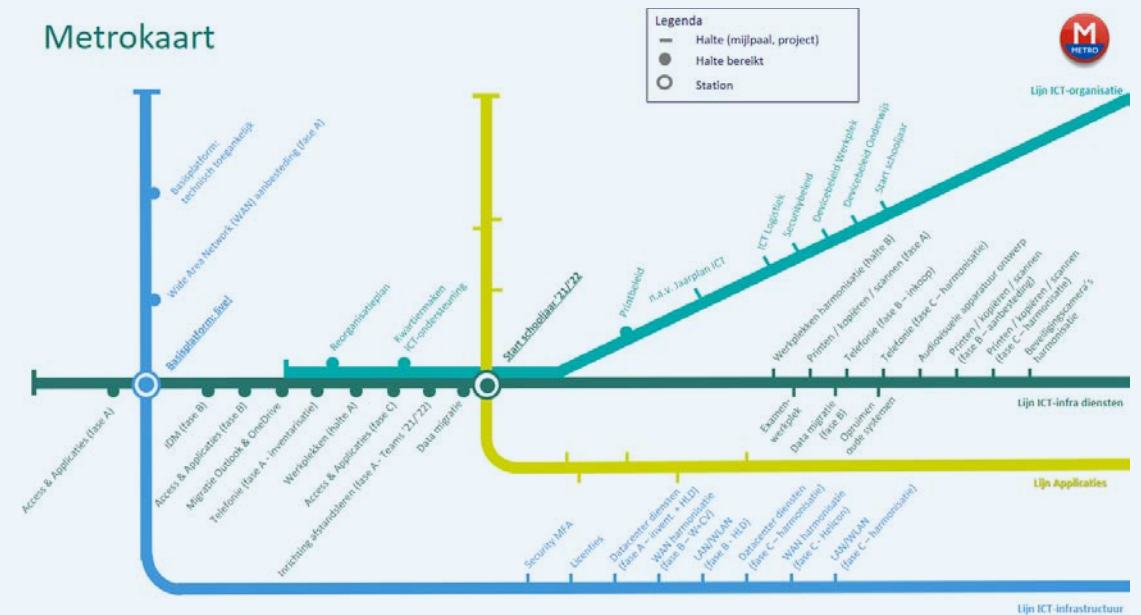 Metrokaart
Legenda
Halte (mijlpaal, project)
Halte bereikt
Station
M
METRO
Lijn ICT-organisatie
Basisplatform:
technisch toegankelijk
Wide Area Network (WAN) aanbesteding (fase A)
Basisplatform: live!
Reorganisatieplan
Kwartiermaken
ICT-ondersteuning
Start schooljaar '21/'22
Printbeleid
n.a.v. Jaarplan ICT
ICT Logistiek
Securitybeleid
Devicebeleid Werkplek
Devicebeleid Onderwijs
Start schooljaar
Werkplekken harmonisatie (halte B)
Printen / kopiëren / scannen (fase A)
Telefonie (fase B – inkoop)
Telefonie (fase C – harmonisatie)
Audiovisuele apparatuur ontwerp
Printen / kopiëren / scannen
(fase B – aanbesteding)
Printen / kopiëren / scannen
(fase C – harmonisatie)
Beveiligingscamera's
harmonisatie
Lijn ICT-infra diensten
Access & Applicaties (fase A)
IDM (fase B)
Access & Applicaties (fase B)
Migratie Outlook & OneDrive
Telefonie (fase A - inventarisatie)
Werkplekken (halte A)
Access & Applicaties (fase C)
Inrichting afstandsleren (fase A - Teams '21/'22)
Data migratie
Examen-
werkplek
Data migratie
(fase B)
Opruimen
oude systemen
Lijn Applicaties
Security MFA
Licenties
Datacenter diensten
(fase A – invent. + HLD)
WAN harmonisatie
(fase B – W+CV)
LAN/WLAN
(fase B - HLD)
Datacenter diensten
(fase C – harmonisatie)
WAN harmonisatie
(fase C - Helicon)
LAN/WLAN
(fase C – harmonisatie)
Lijn ICT-infrastructuur